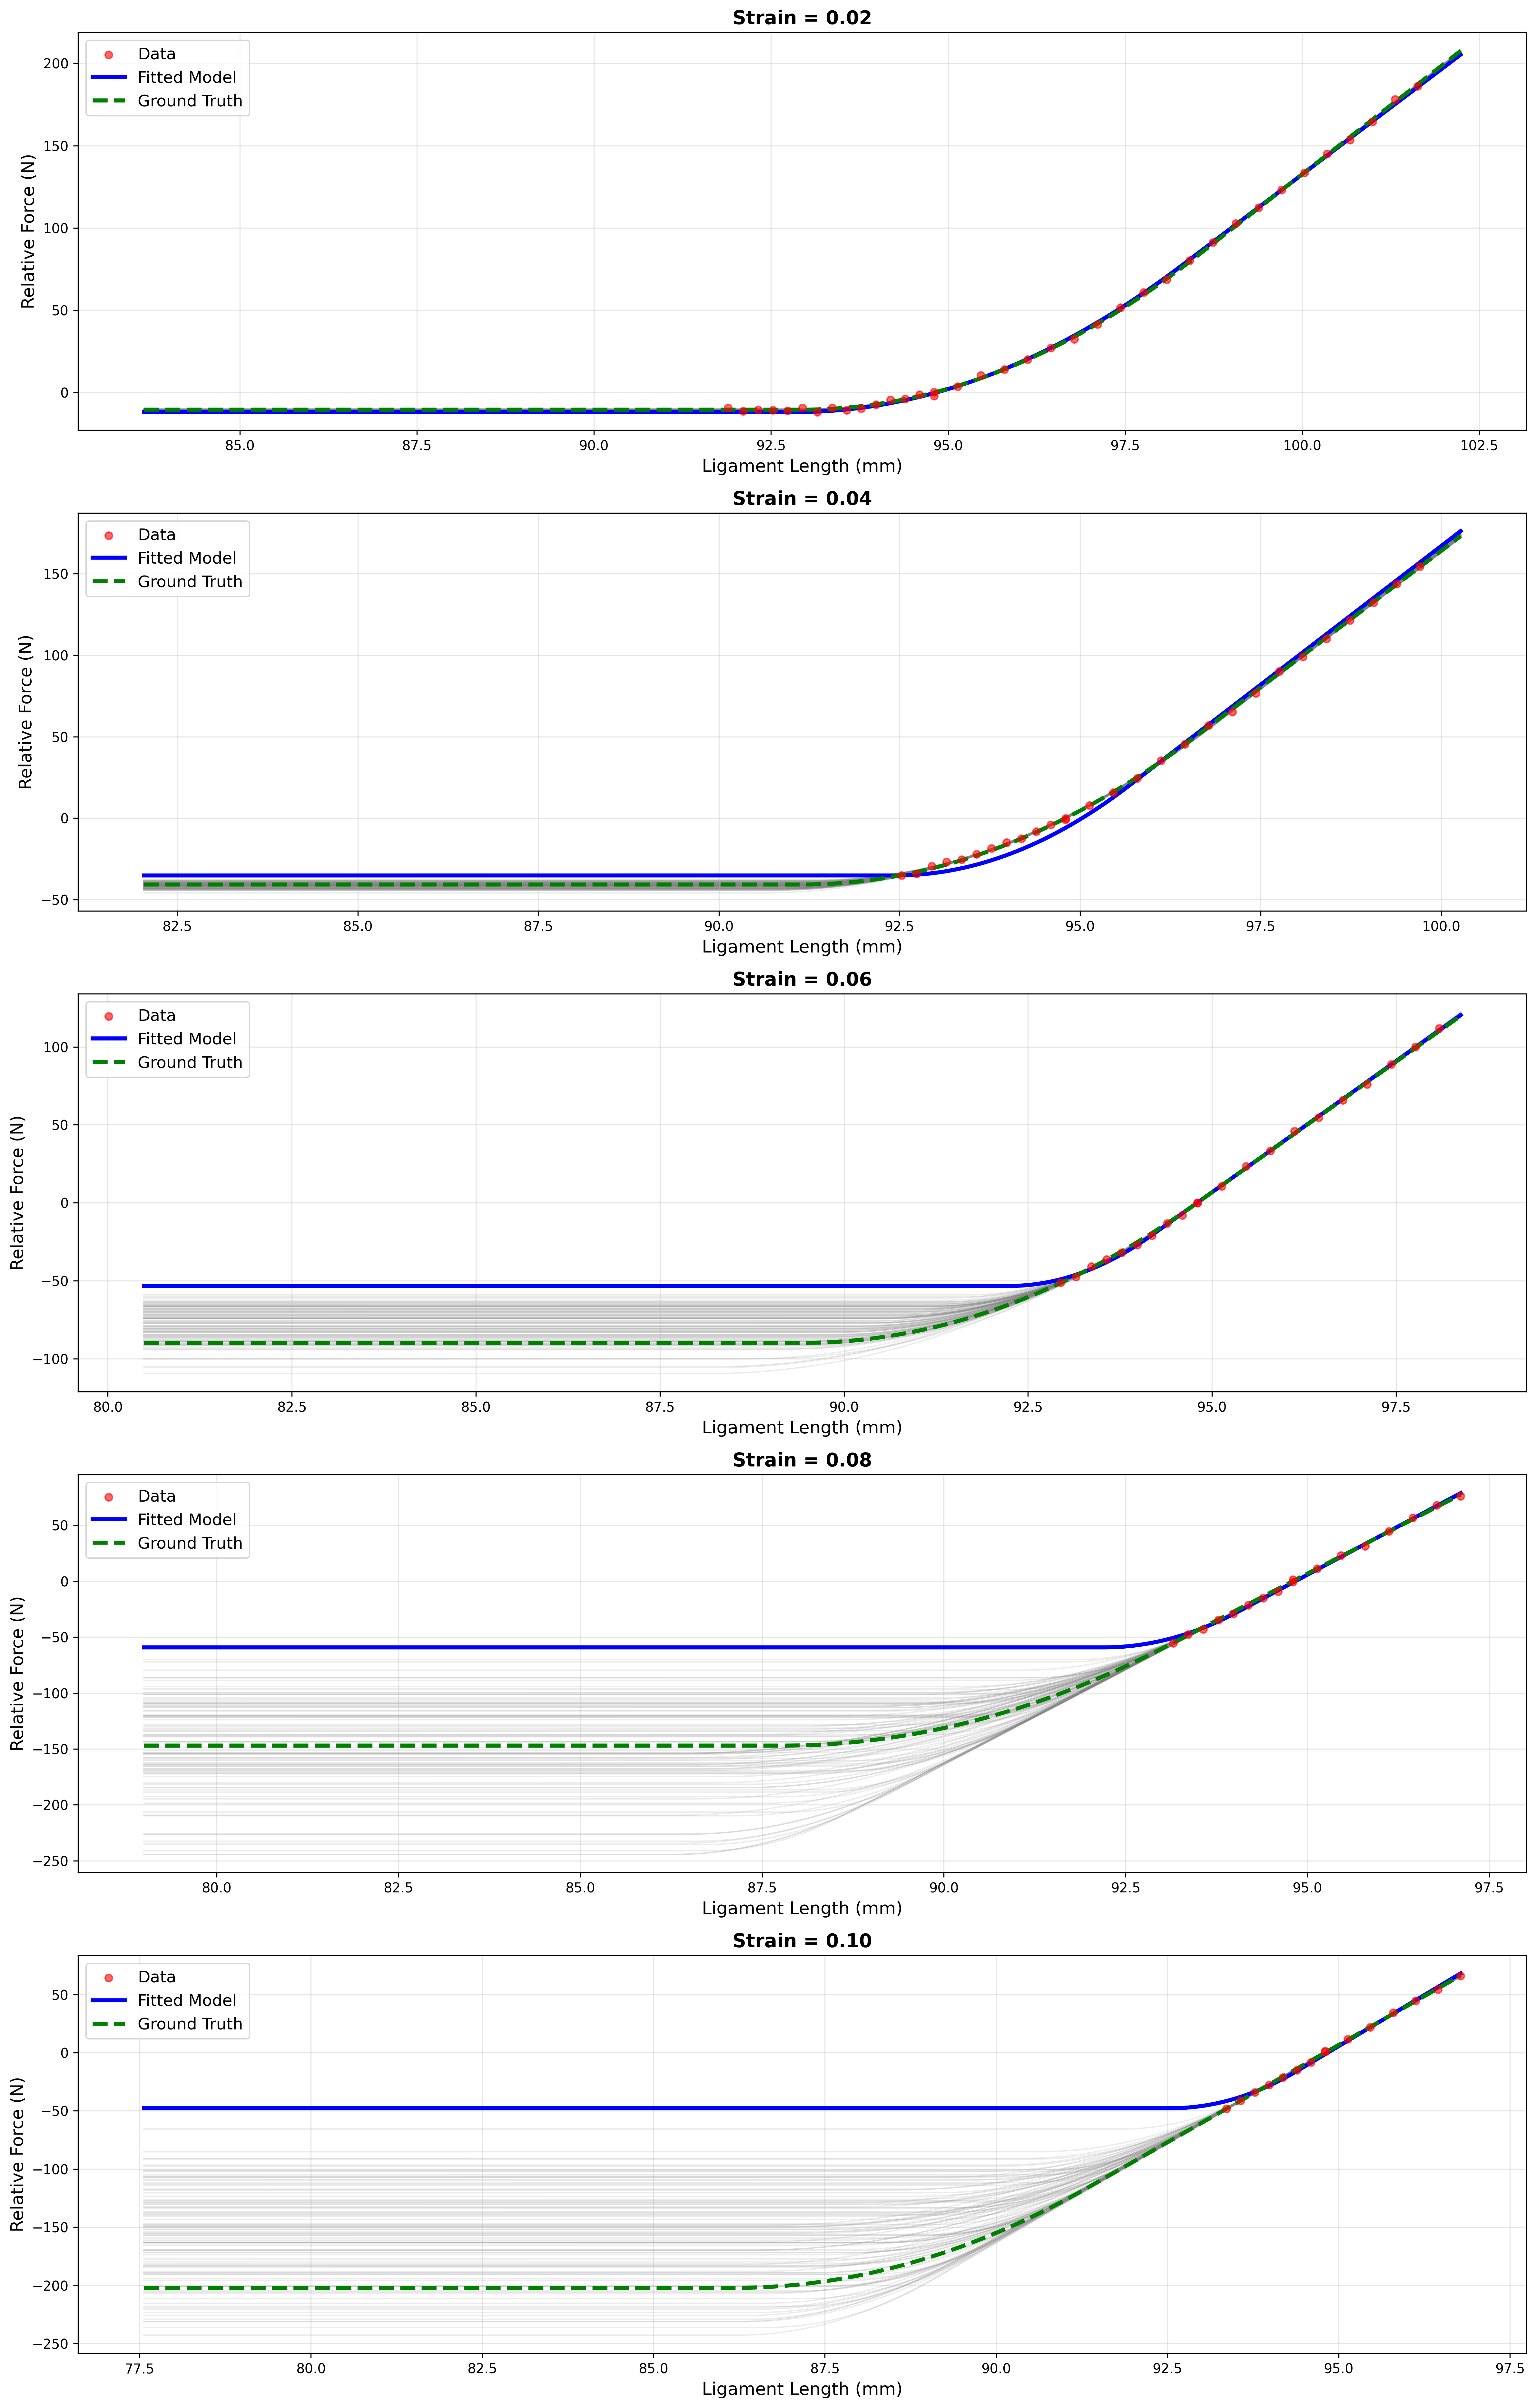 Strain = 0.02
Data
Fitted Model
Ground Truth
Relative Force (N)
200
150
100
50
0
85.0 87.5 90.0 92.5 95.0 97.5 100.0 102.5
Ligament Length (mm)
Strain = 0.04
Data
Fitted Model
Ground Truth
Relative Force (N)
150
100
50
0
−50
82.5 85.0 87.5 90.0 92.5 95.0 97.5 100.0
Ligament Length (mm)
Strain = 0.06
Data
Fitted Model
Ground Truth
Relative Force (N)
100
50
0
−50
−100
80.0 82.5 85.0 87.5 90.0 92.5 95.0 97.5
Ligament Length (mm)
Strain = 0.08
Data
Fitted Model
Ground Truth
Relative Force (N)
50
0
−50
−100
−150
−200
−250
80.0 82.5 85.0 87.5 90.0 92.5 95.0 97.5
Ligament Length (mm)
Strain = 0.10
Data
Fitted Model
Ground Truth
Relative Force (N)
50
0
−50
−100
−150
−200
−250
77.5 80.0 82.5 85.0 87.5 90.0 92.5 95.0 97.5
Ligament Length (mm)